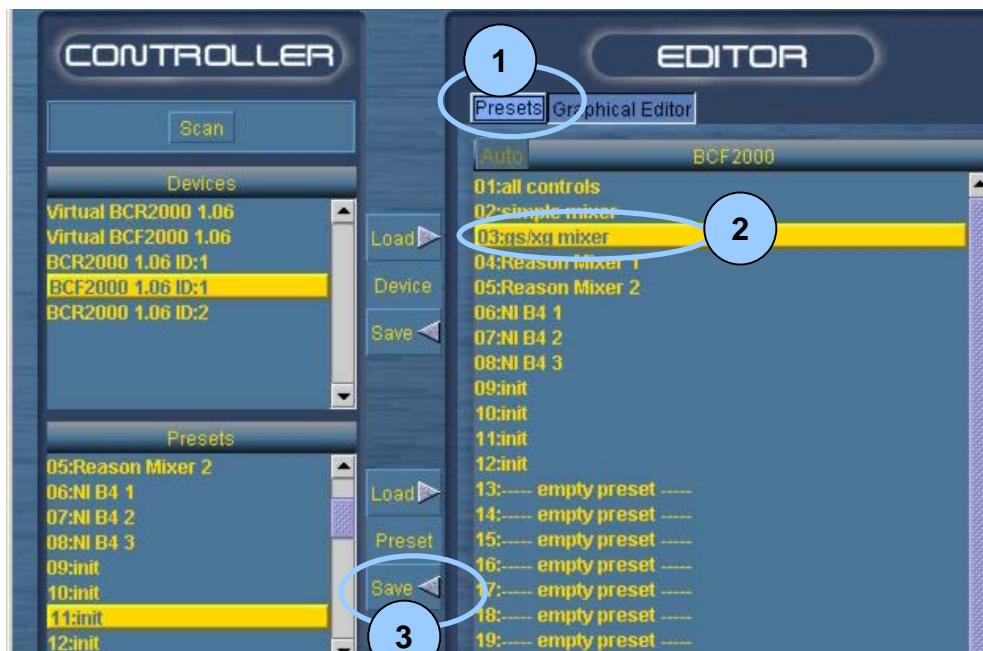 CONTROLLER
Scan
Devices
Virtual BCR2000 1.06
Virtual BCF2000 1.06
BCR2000 1.06 ID:1
BCF2000 1.06 ID:1
BCR2000 1.06 ID:2
Presets
05:Reason Mixer 2
06:NI B4 1
07:NI B4 2
08:NI B4 3
09:init
10:init
11:init
12:init
Load
Device
Save
Load
Preset
Save
3
1
EDITOR
Presets Graphical Editor
Auto BCF2000
01:all controls
02:simple mixer
03:gs/xg mixer
2
04:Reason Mixer 1
05:Reason Mixer 2
06:NI B4 1
07:NI B4 2
08:NI B4 3
09:init
10:init
11:init
12:init
13:----- empty preset -----
14:----- empty preset -----
15:----- empty preset -----
16:----- empty preset -----
17:----- empty preset -----
18:----- empty preset -----
19:----- empty preset -----